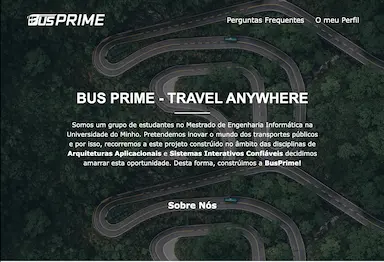 BUSPRIME
Perguntas Frequentes O meu Perfil
BUS PRIME - TRAVEL ANYWHERE
Somos um grupo de estudantes no Mestrado de Engenharia Informática na
Universidade do Minho. Pretendemos inovar o mundo dos transportes públicos
e por isso, recorremos a este projeto construído no âmbito das disciplinas de
Arquiteturas Aplicacionais e Sistemas Interativos Confiáveis decidimos
amarrar esta oportunidade. Desta forma, construímos a BusPrime!
Sobre Nós